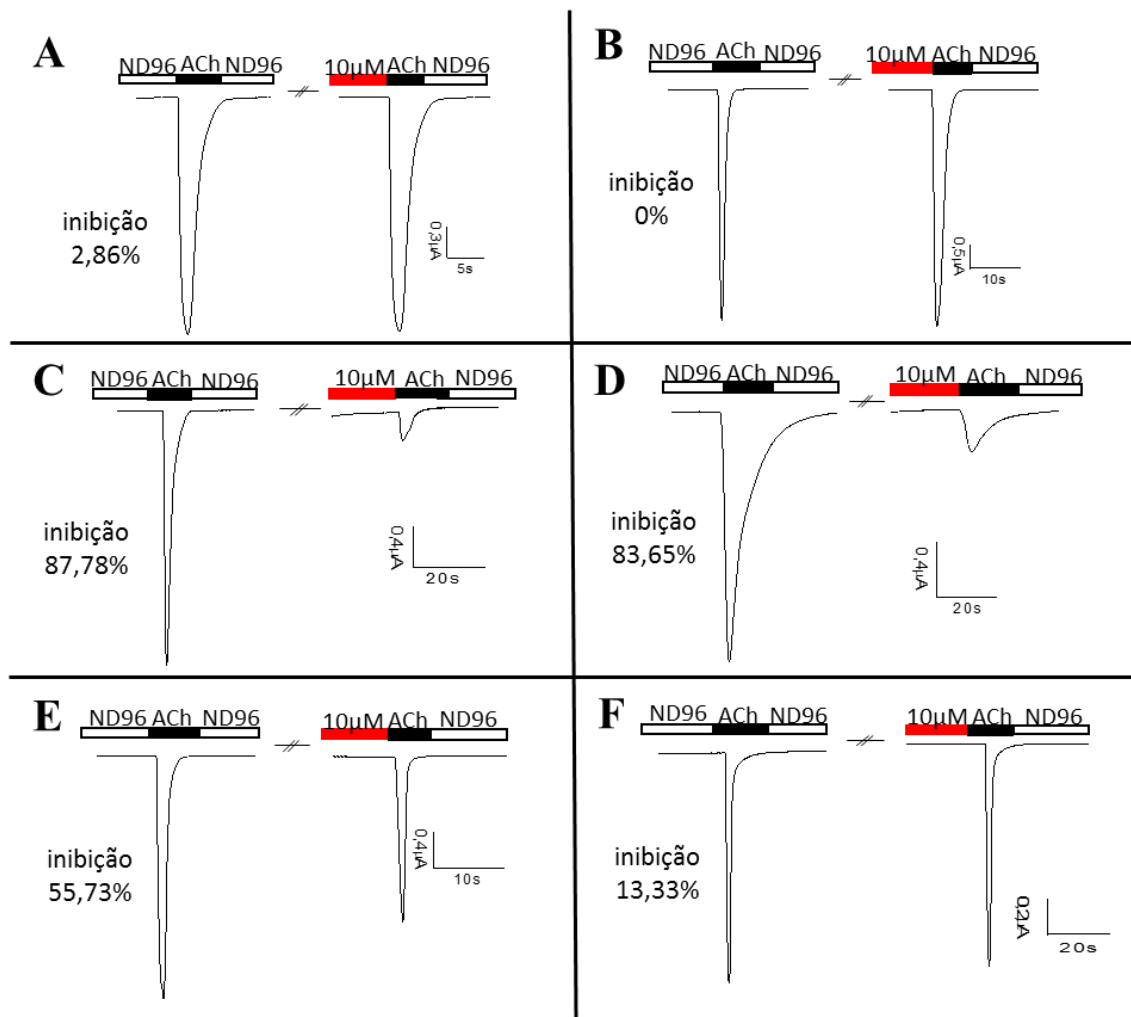 A
ND96 ACh ND96
10µM ACh ND96
inibição
2,86%
0,3µA
5s
B
ND96 ACh ND96
10µM ACh ND96
inibição
0%
0,5µA
10s
C
ND96 ACh ND96
10µM ACh ND96
inibição
87,78%
0,4µA
20s
D
ND96 ACh ND96
10µM ACh ND96
inibição
83,65%
0,4µA
20s
E
ND96 ACh ND96
10µM ACh ND96
inibição
55,73%
0,4µA
10s
F
ND96 ACh ND96
10µM ACh ND96
inibição
13,33%
0,2µA
20s